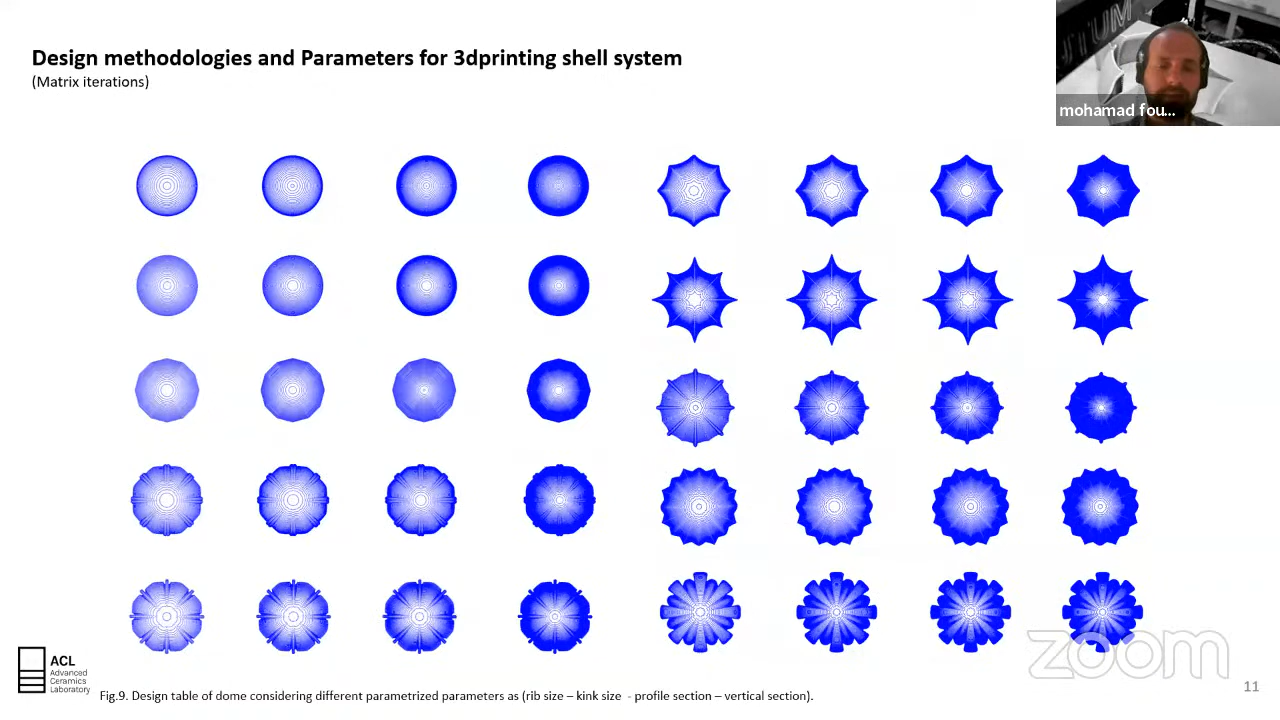 Design methodologies and Parameters for 3dprinting shell system
(Matrix iterations)
mohamad fou...
ACL
Advanced
Ceramics
Laboratory
Fig.9. Design table of dome considering different parametrized parameters as (rib size – kink size - profile section – vertical section).
zoom
11